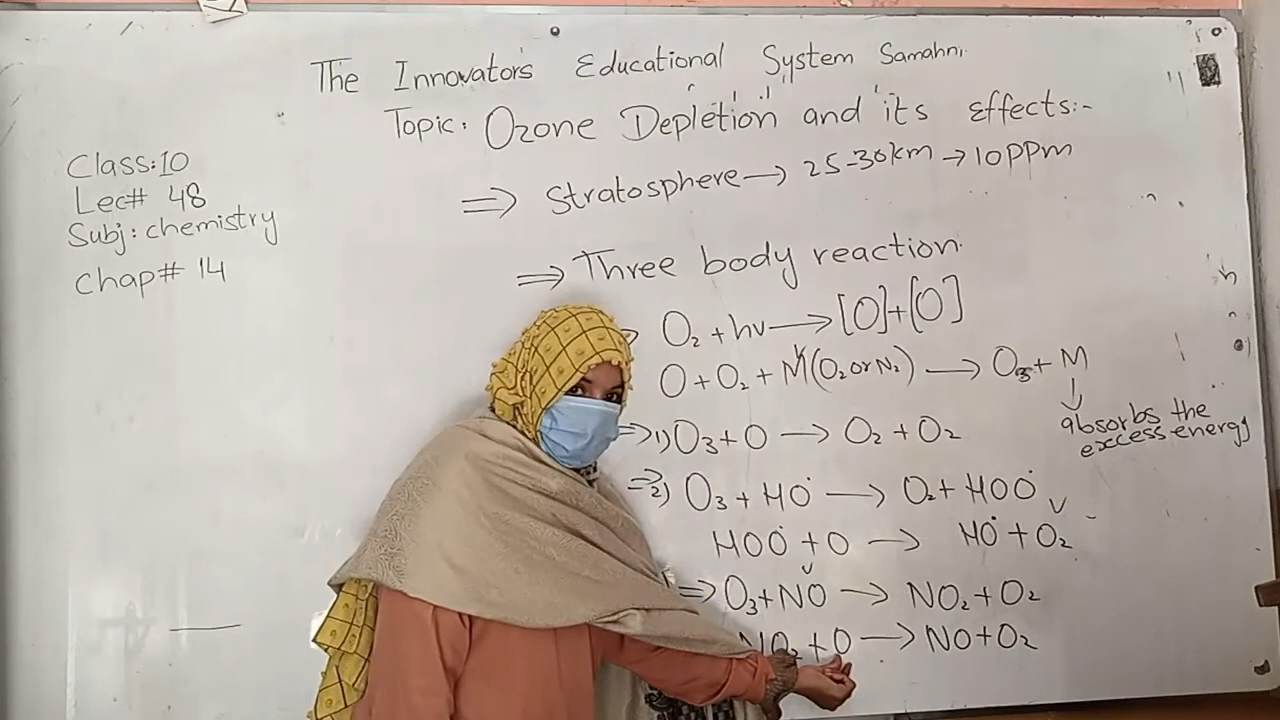 The Innovators Educational System Samahni
Topic: Ozone Depletion and its effects:-
Class:10
Lec# 48
Subj: chemistry
Chap# 14
⇒ Stratosphere → 25-30km → 10PPm
⇒ Three body reaction
O₂ + hv → [O]+[O]
O + O₂ + M(O₂ or N₂) → O₃ + M
absorbs the
excess energy
⇒ 1) O₃ + O → O₂ + O₂
⇒ 2) O₃ + HO˙ → O₂ + HOO˙
HOO˙ + O → HO˙ + O₂
⇒ O₃ + NO → NO₂ + O₂
NO₂ + O → NO + O₂